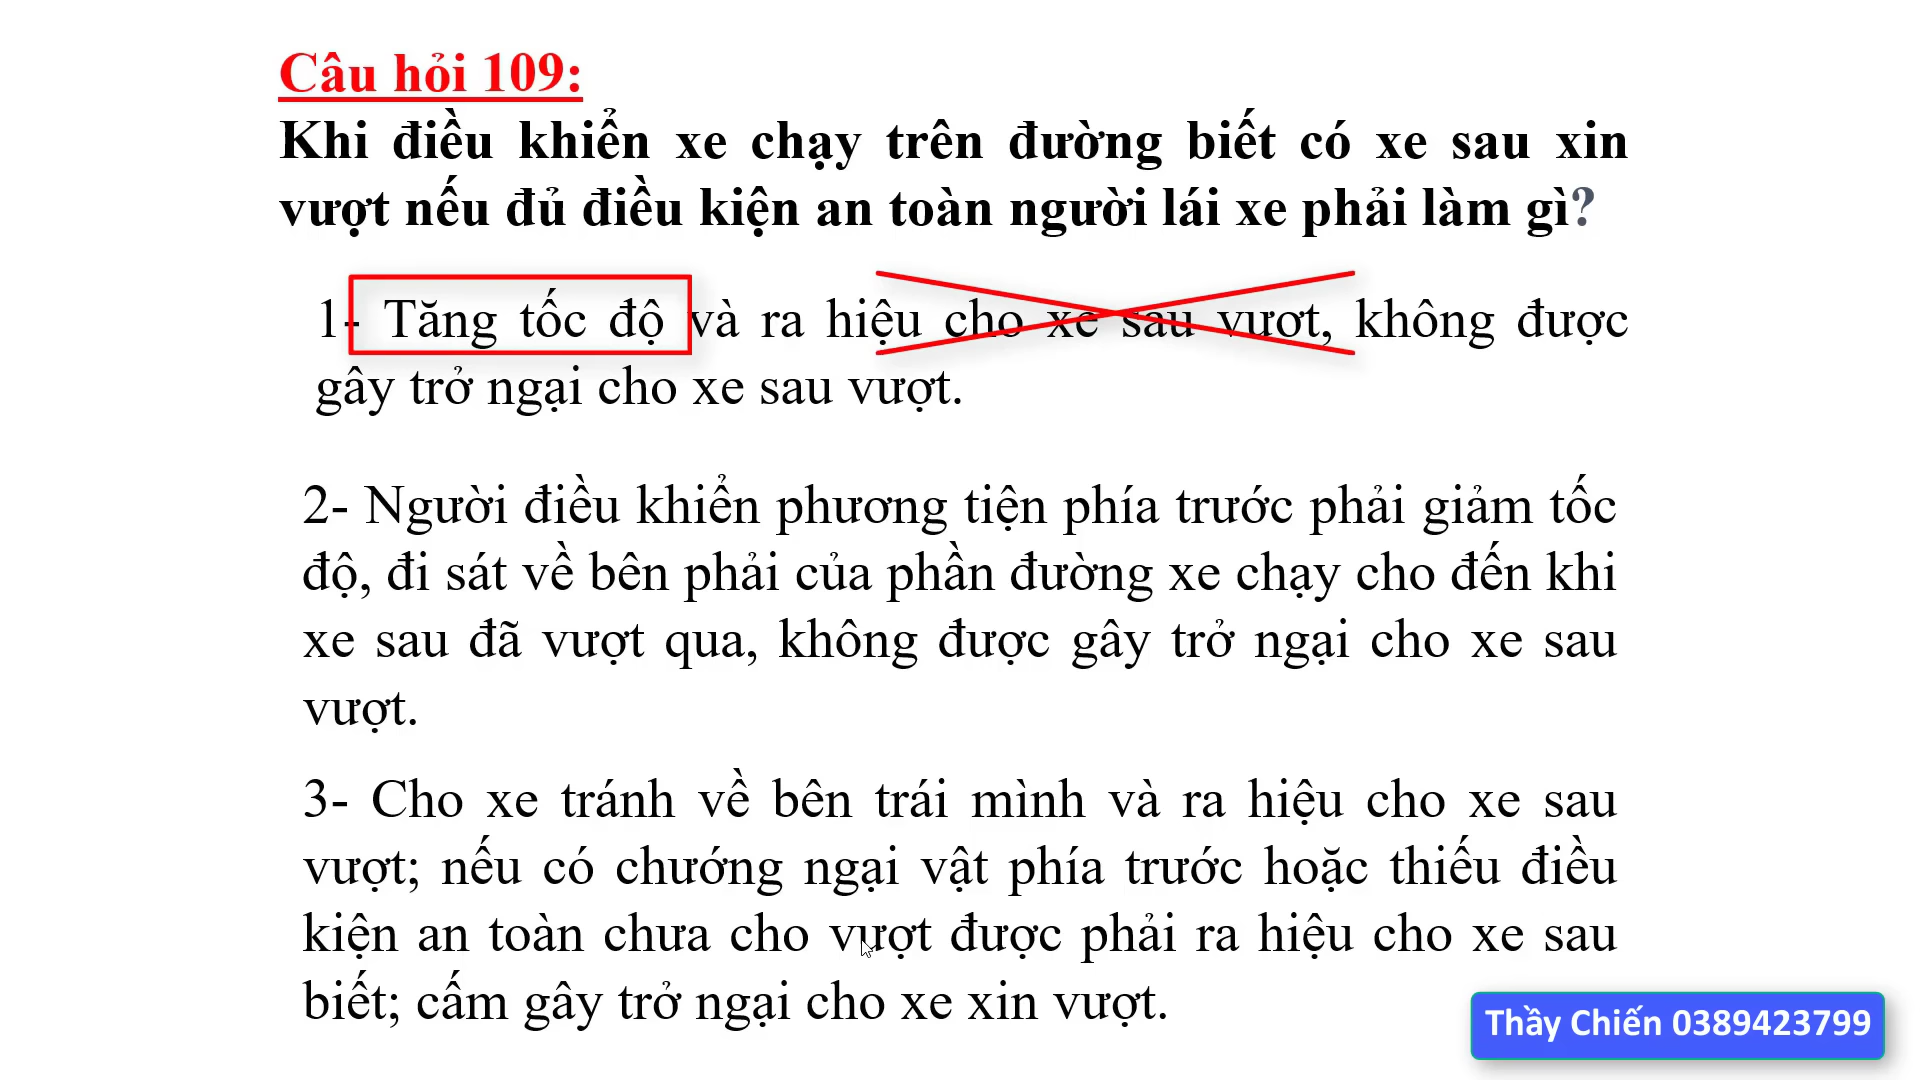 Câu hỏi 109:
Khi điều khiển xe chạy trên đường biết có xe sau xin
vượt nếu đủ điều kiện an toàn người lái xe phải làm gì?
1- Tăng tốc độ và ra hiệu cho xe sau vượt, không được
gây trở ngại cho xe sau vượt.
2- Người điều khiển phương tiện phía trước phải giảm tốc
độ, đi sát về bên phải của phần đường xe chạy cho đến khi
xe sau đã vượt qua, không được gây trở ngại cho xe sau
vượt.
3- Cho xe tránh về bên trái mình và ra hiệu cho xe sau
vượt; nếu có chướng ngại vật phía trước hoặc thiếu điều
kiện an toàn chưa cho vượt được phải ra hiệu cho xe sau
biết; cấm gây trở ngại cho xe xin vượt.
Thầy Chiến 0389423799